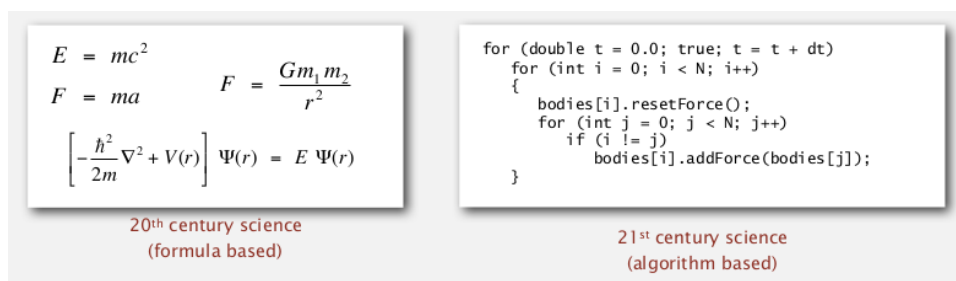 E = mc²
F = ma
F = Gm₁m₂ / r²
[-ħ²/2m ∇² + V(r)] Ψ(r) = E Ψ(r)
20th century science
(formula based)
for (double t = 0.0; true; t = t + dt)
   for (int i = 0; i < N; i++)
   {
      bodies[i].resetForce();
      for (int j = 0; j < N; j++)
         if (i != j)
            bodies[i].addForce(bodies[j]);
   }
21st century science
(algorithm based)